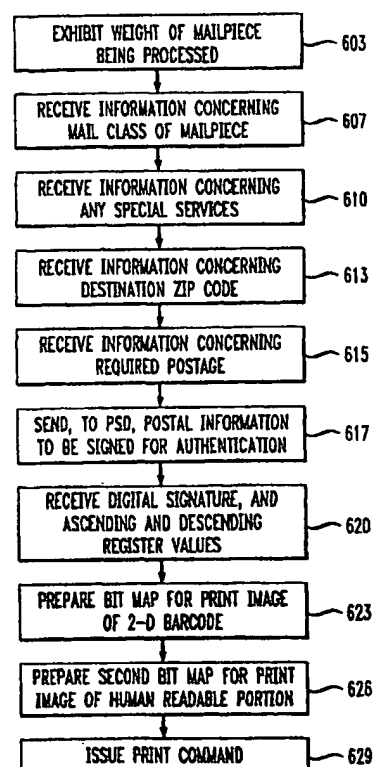 EXHIBIT WEIGHT OF MAILPIECE
BEING PROCESSED
603
RECEIVE INFORMATION CONCERNING
MAIL CLASS OF MAILPIECE
607
RECEIVE INFORMATION CONCERNING
ANY SPECIAL SERVICES
610
RECEIVE INFORMATION CONCERNING
DESTINATION ZIP CODE
613
RECEIVE INFORMATION CONCERNING
REQUIRED POSTAGE
615
SEND, TO PSD, POSTAL INFORMATION
TO BE SIGNED FOR AUTHENTICATION
617
RECEIVE DIGITAL SIGNATURE, AND
ASCENDING AND DESCENDING
REGISTER VALUES
620
PREPARE BIT MAP FOR PRINT IMAGE
OF 2-D BARCODE
623
PREPARE SECOND BIT MAP FOR PRINT
IMAGE OF HUMAN READABLE PORTION
626
ISSUE PRINT COMMAND
629